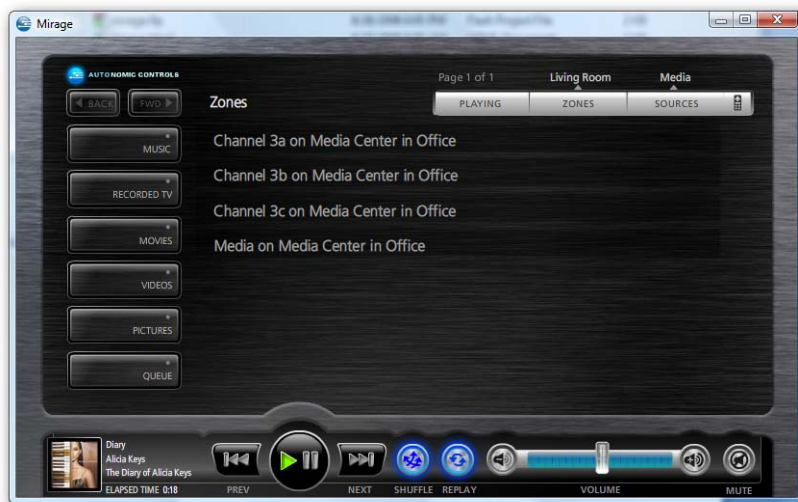 Mirage
AUTONOMIC CONTROLS
Page 1 of 1
Living Room
Media
BACK
FWD
Zones
PLAYING
ZONES
SOURCES
MUSIC
RECORDED TV
MOVIES
VIDEOS
PICTURES
QUEUE
Channel 3a on Media Center in Office
Channel 3b on Media Center in Office
Channel 3c on Media Center in Office
Media on Media Center in Office
Diary
Alicia Keys
The Diary of Alicia Keys
ELAPSED TIME 0:18
PREV
NEXT
SHUFFLE
REPLAY
VOLUME
MUTE